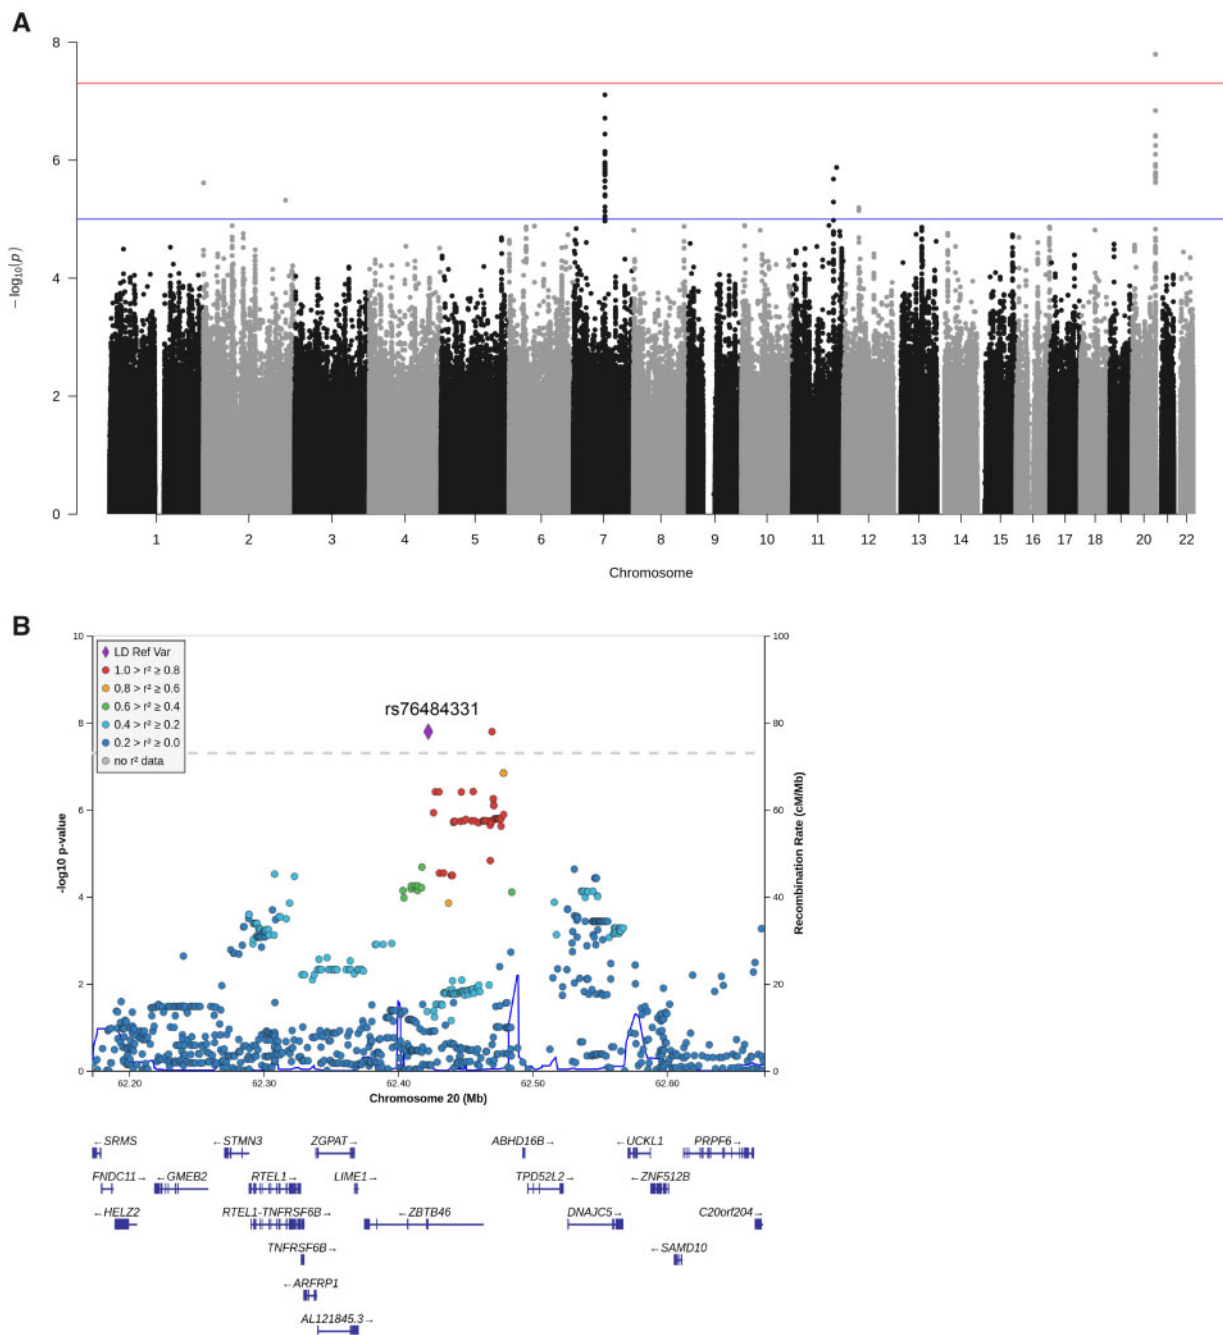 A
8
6
4
2
0
− log10(p)
1 2 3 4 5 6 7 8 9 10 11 12 13 14 15 16 17 18 20 22
Chromosome
B
10
8
6
4
2
0
-log10 p-value
100
80
60
40
20
0
Recombination Rate (cM/Mb)
LD Ref Var
1.0 > r² ≥ 0.8
0.8 > r² ≥ 0.6
0.6 > r² ≥ 0.4
0.4 > r² ≥ 0.2
0.2 > r² ≥ 0.0
no r² data
rs76484331
62.20 62.30 62.40 62.50 62.60
Chromosome 20 (Mb)
←SRMS ←STMN3 ZGPAT→ ABHD16B→ ←UCKL1 PRPF6→
FNDC11→ ←GMEB2 RTEL1→ LIME1→ TPD52L2→ ←ZNF512B
←HELZ2 RTEL1-TNFRSF6B→ ←ZBTB46 DNAJC5→ C20orf204→
TNFRSF6B→ ←SAMD10
←ARFRP1
AL121845.3→